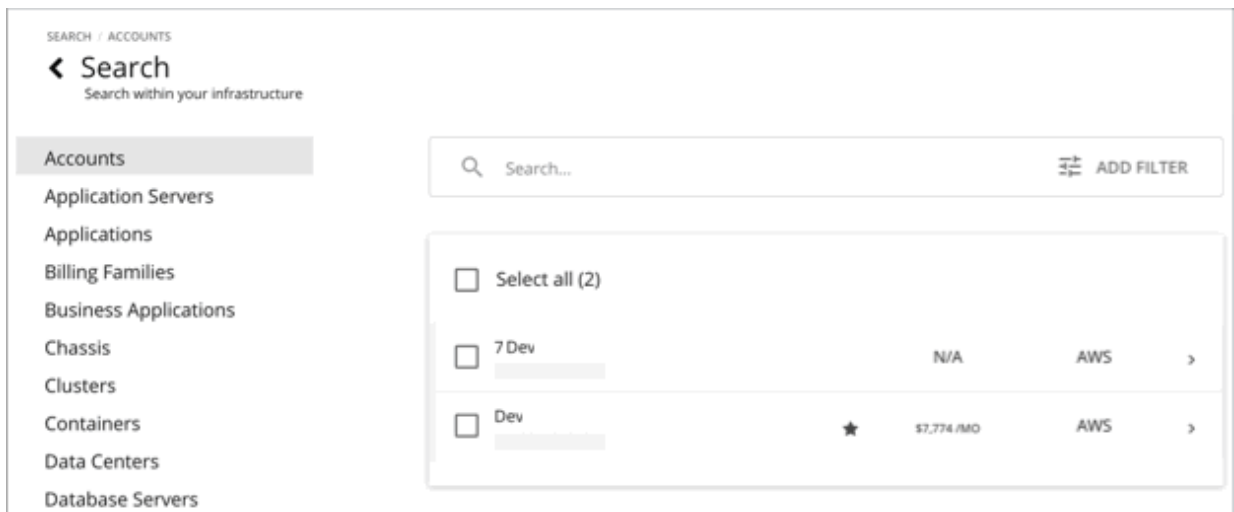 SEARCH / ACCOUNTS
Search
Search within your infrastructure
Accounts
Application Servers
Applications
Billing Families
Business Applications
Chassis
Clusters
Containers
Data Centers
Database Servers
Search...
ADD FILTER
Select all (2)
7 Dev
N/A
AWS
Dev
$7,774 /MO
AWS